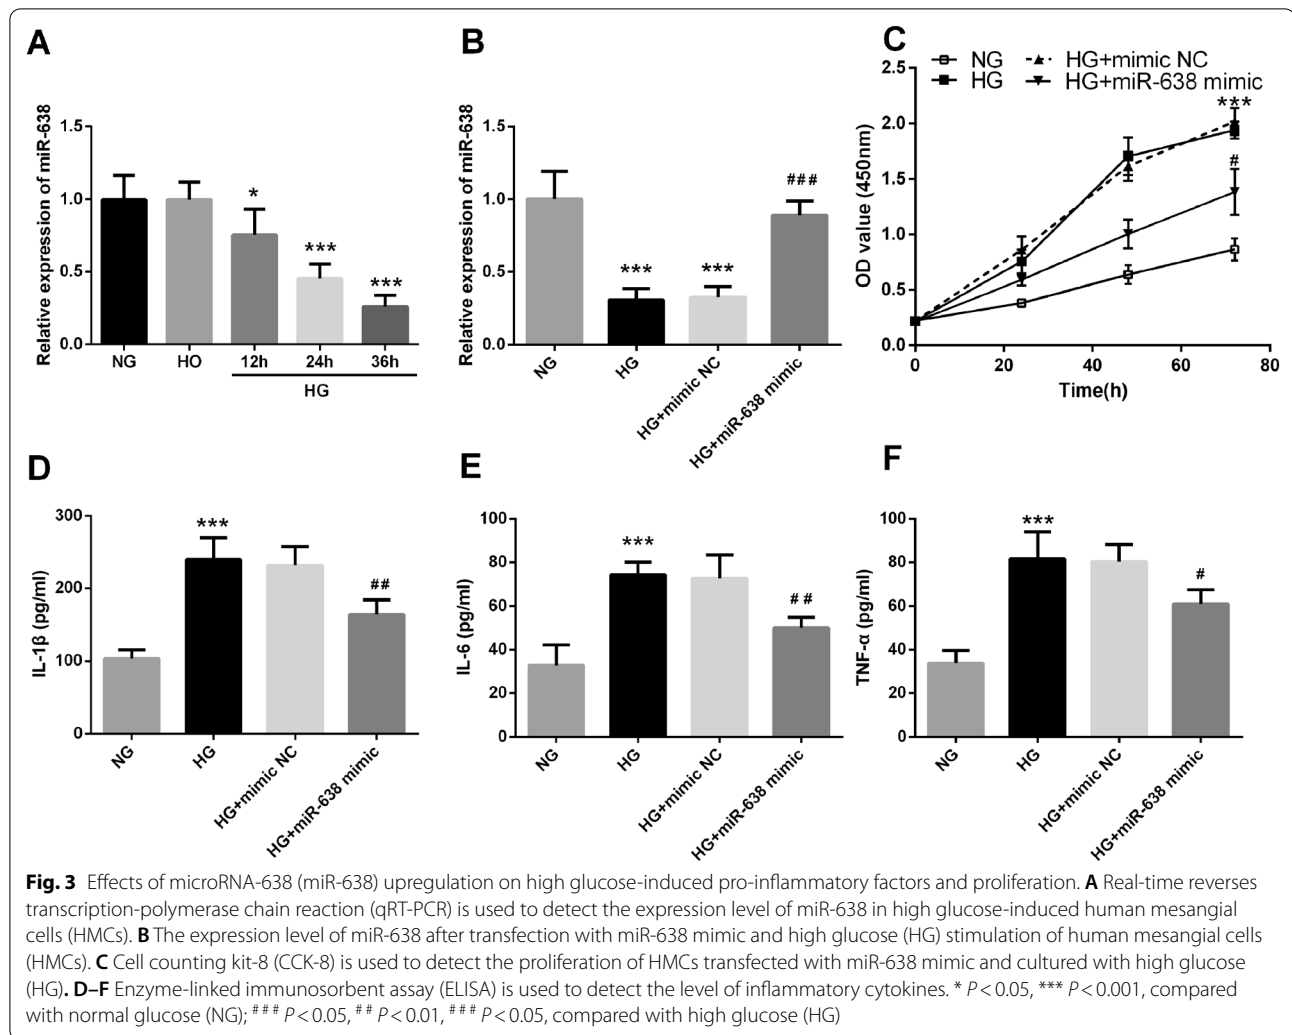 A
Relative expression of miR-638
1.5
1.0
0.5
0.0
*
***
***
NG
HO
12h
24h
36h
HG
B
Relative expression of miR-638
1.5
1.0
0.5
0.0
***
***
###
NG
HG
HG+mimic NC
HG+miR-638 mimic
C
NG
HG+mimic NC
HG
HG+miR-638 mimic
OD value (450nm)
2.5
2.0
1.5
1.0
0.5
0.0
***
#
0
20
40
60
80
Time(h)
D
IL-1β (pg/ml)
300
200
100
0
***
##
NG
HG
HG+mimic NC
HG+miR-638 mimic
E
IL-6 (pg/ml)
100
80
60
40
20
0
***
##
NG
HG
HG+mimic NC
HG+miR-638 mimic
F
TNF-α (pg/ml)
100
80
60
40
20
0
***
#
NG
HG
HG+mimic NC
HG+miR-638 mimic
Fig. 3 Effects of microRNA-638 (miR-638) upregulation on high glucose-induced pro-inflammatory factors and proliferation. A Real-time reverses
transcription-polymerase chain reaction (qRT-PCR) is used to detect the expression level of miR-638 in high glucose-induced human mesangial
cells (HMCs). B The expression level of miR-638 after transfection with miR-638 mimic and high glucose (HG) stimulation of human mesangial cells
(HMCs). C Cell counting kit-8 (CCK-8) is used to detect the proliferation of HMCs transfected with miR-638 mimic and cultured with high glucose
(HG). D–F Enzyme-linked immunosorbent assay (ELISA) is used to detect the level of inflammatory cytokines. * P < 0.05, *** P < 0.001, compared
with normal glucose (NG); ### P < 0.05, ## P < 0.01, ### P < 0.05, compared with high glucose (HG)